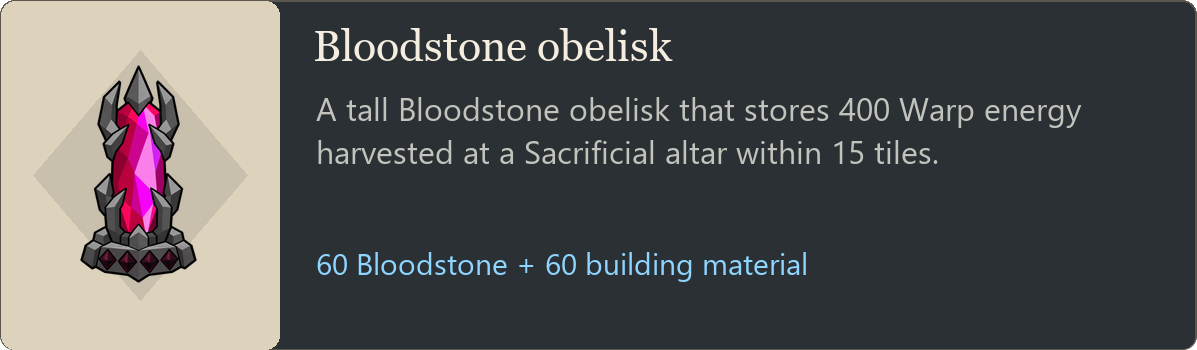 Bloodstone obelisk
A tall Bloodstone obelisk that stores 400 Warp energy
harvested at a Sacrificial altar within 15 tiles.
60 Bloodstone + 60 building material